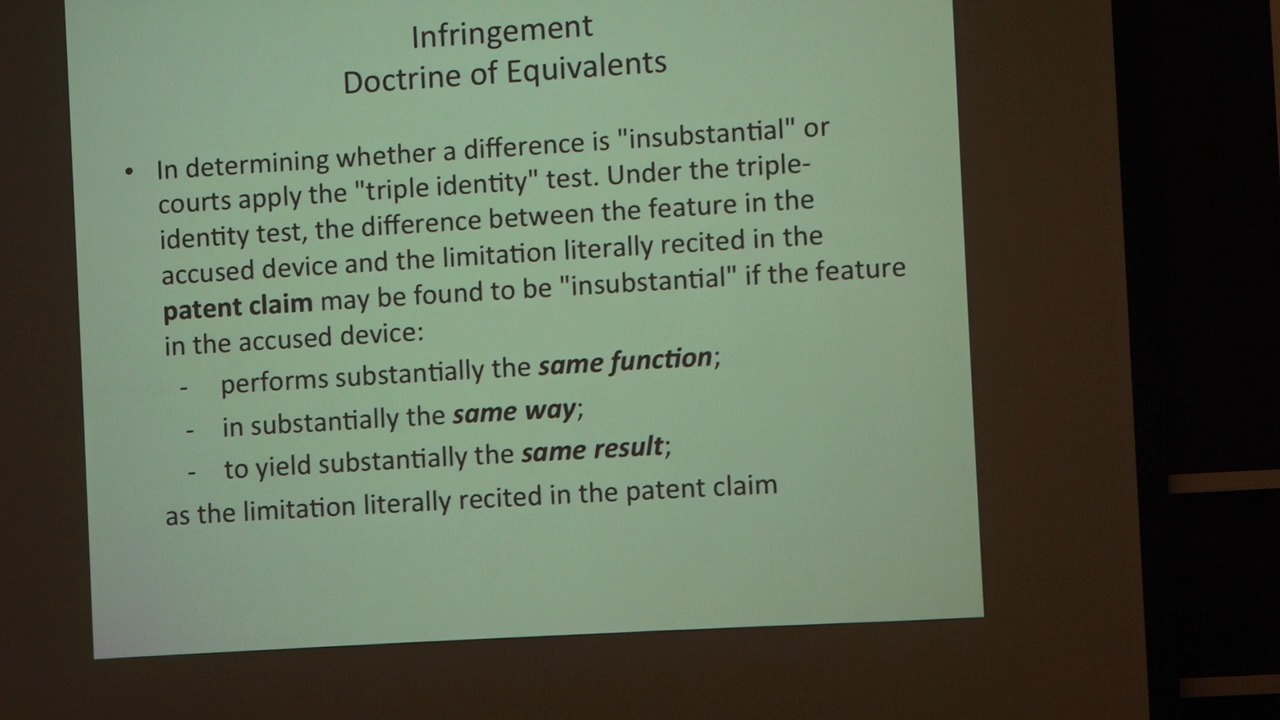 Infringement
Doctrine of Equivalents
• In determining whether a difference is "insubstantial" or
courts apply the "triple identity" test. Under the triple-
identity test, the difference between the feature in the
accused device and the limitation literally recited in the
patent claim may be found to be "insubstantial" if the feature
in the accused device:
- performs substantially the same function;
- in substantially the same way;
- to yield substantially the same result;
as the limitation literally recited in the patent claim